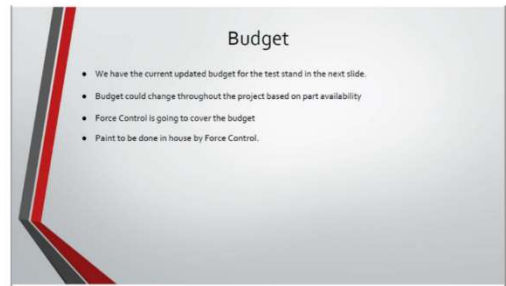 Budget
● We have the current updated budget for the test stand in the next slide.
● Budget could change throughout the project based on part availability
● Force Control is going to cover the budget
● Paint to be done in house by Force Control.